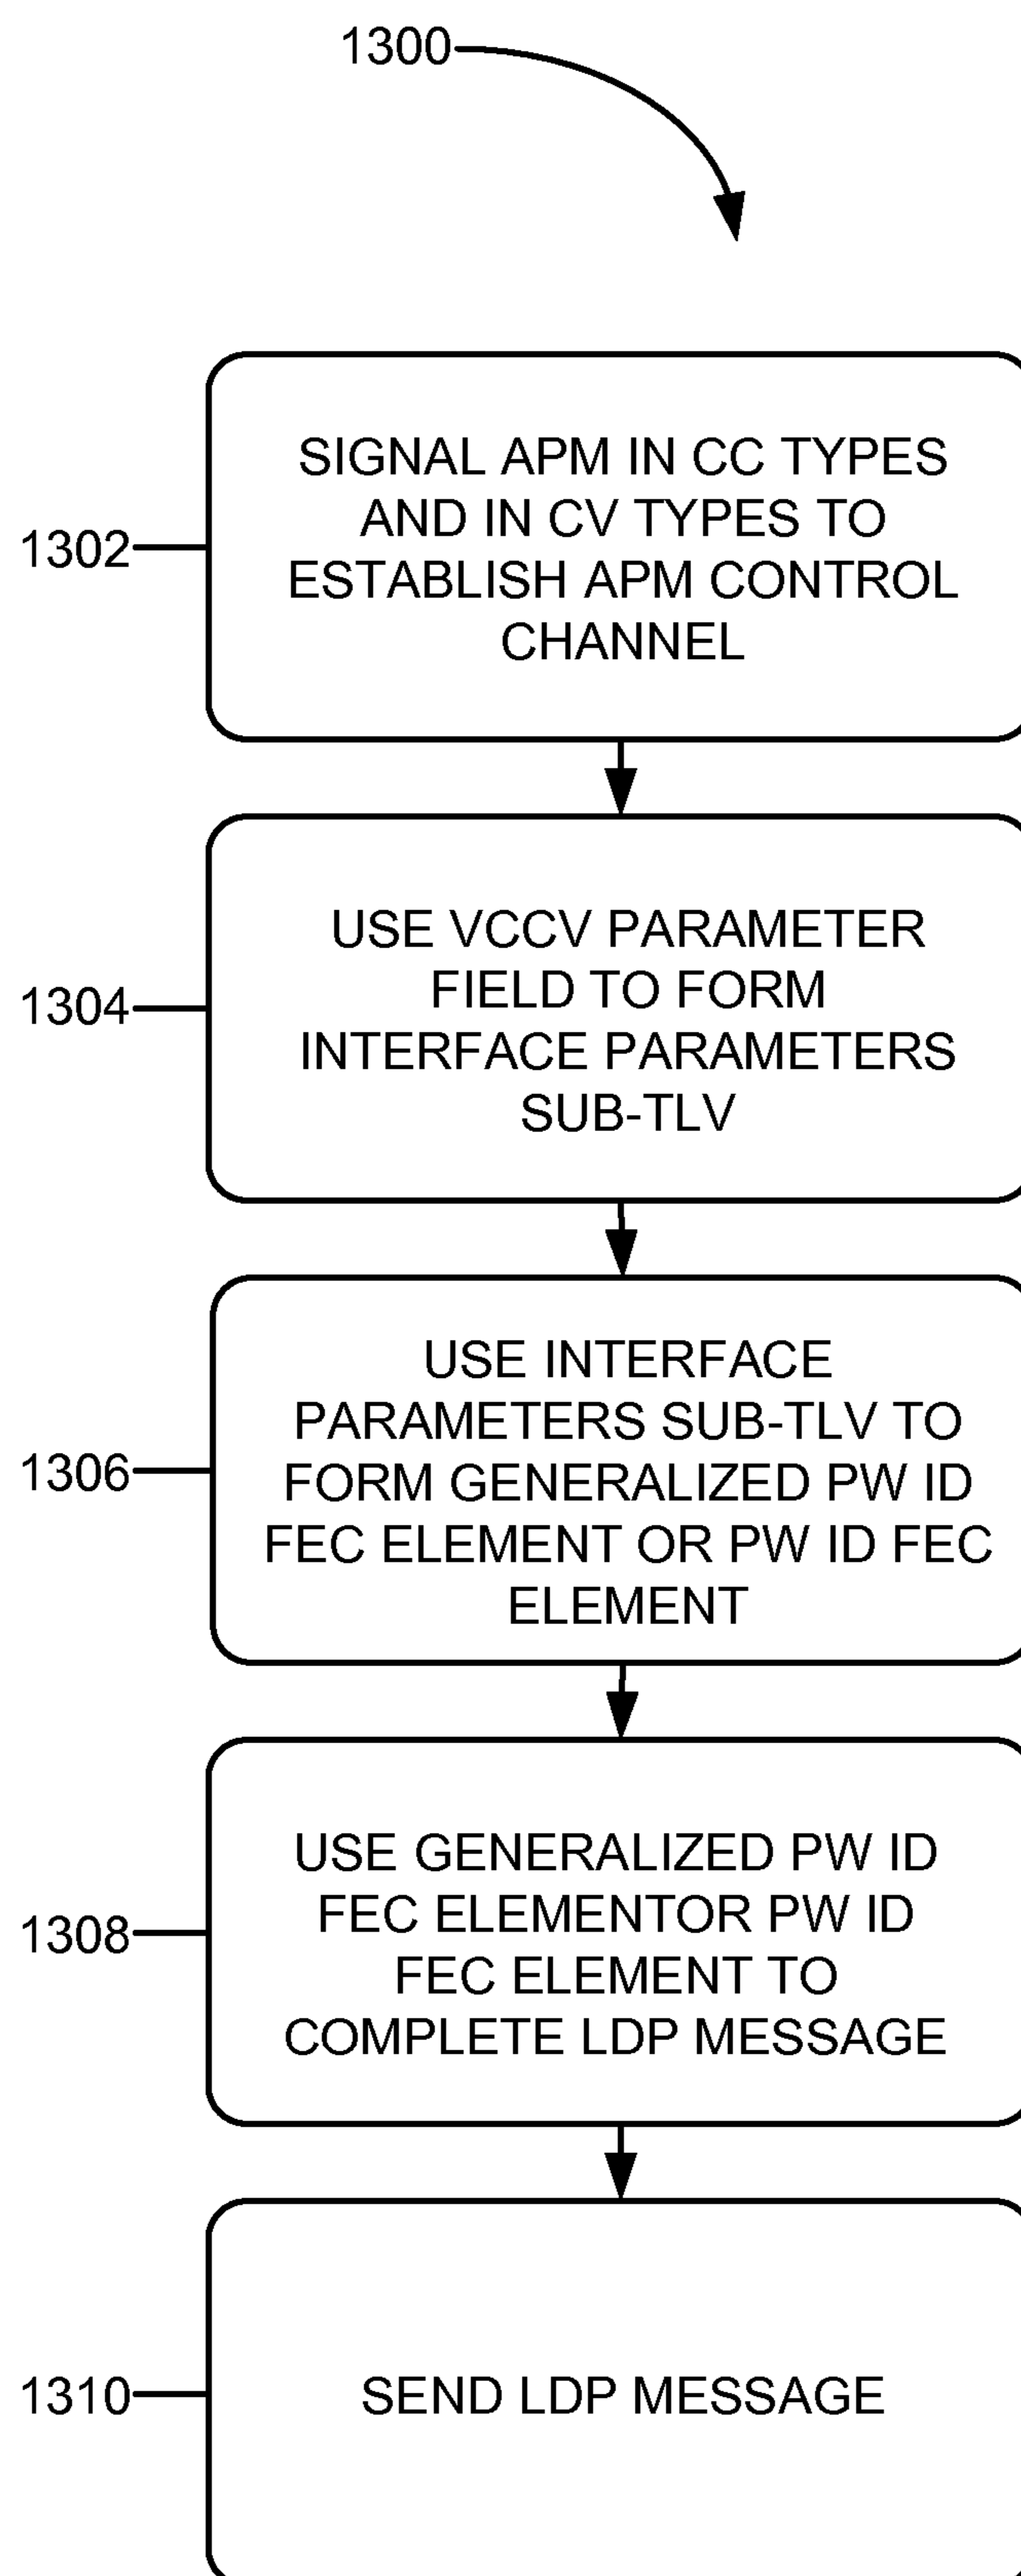 1300
1302
SIGNAL APM IN CC TYPES
AND IN CV TYPES TO
ESTABLISH APM CONTROL
CHANNEL
1304
USE VCCV PARAMETER
FIELD TO FORM
INTERFACE PARAMETERS
SUB-TLV
1306
USE INTERFACE
PARAMETERS SUB-TLV TO
FORM GENERALIZED PW ID
FEC ELEMENT OR PW ID FEC
ELEMENT
1308
USE GENERALIZED PW ID
FEC ELEMENTOR PW ID
FEC ELEMENT TO
COMPLETE LDP MESSAGE
1310
SEND LDP MESSAGE